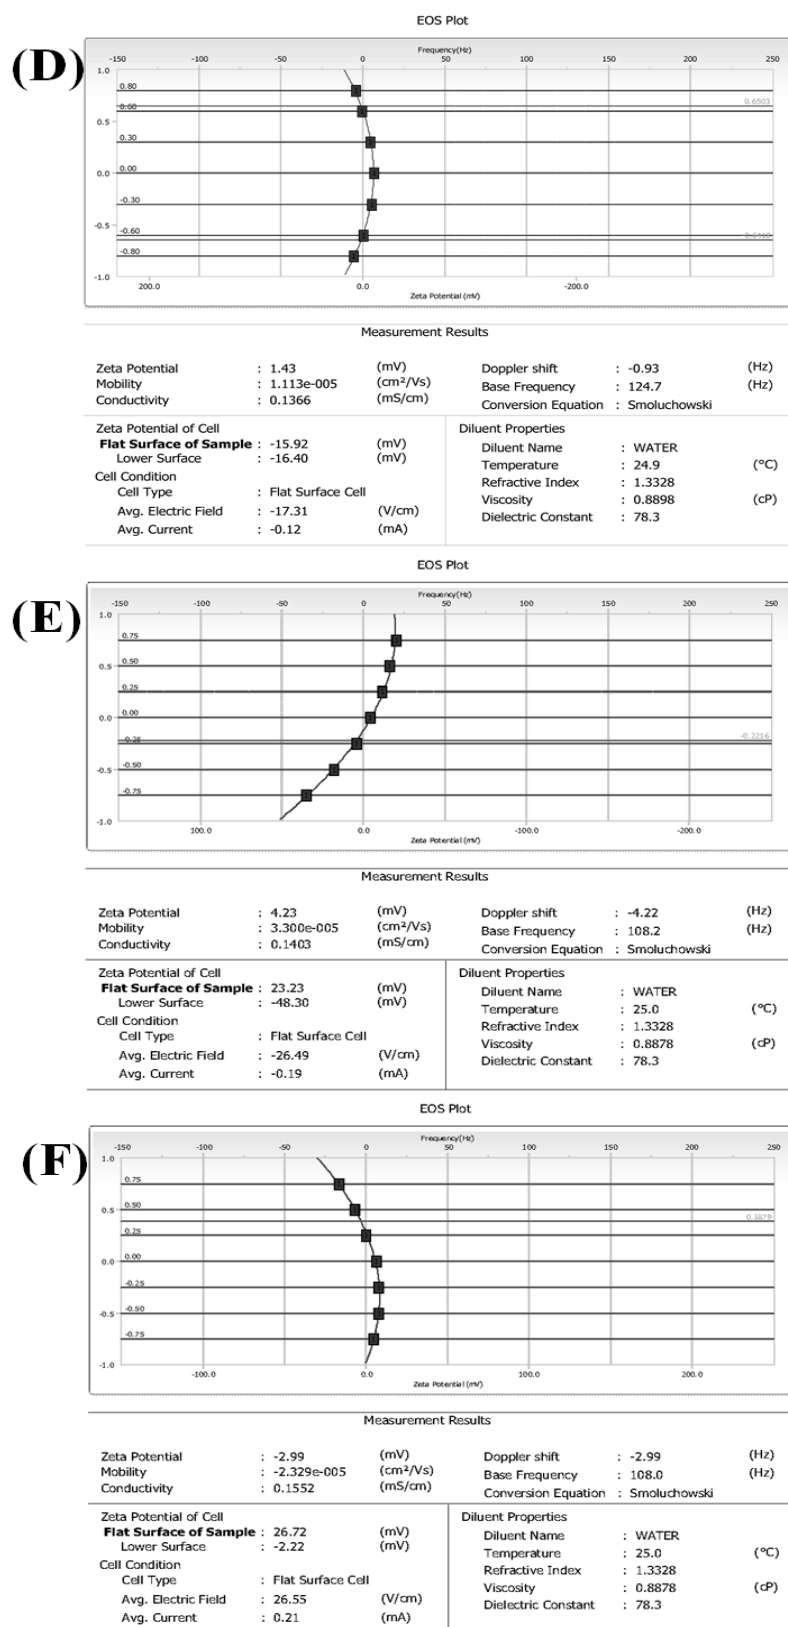 EOS Plot
(D)
Frequency(Hz)
-150 -100 -50 0 50 100 150 200 250
1.0
0.80
0.6503
0.60
0.5
0.30
0.0 0.00
-0.30
-0.5
-0.60
-0.80
-1.0
200.0 0.0 -200.0
Zeta Potential (mV)
Measurement Results
Zeta Potential : 1.43 (mV) Doppler shift : -0.93 (Hz)
Mobility : 1.113e-005 (cm²/Vs) Base Frequency : 124.7 (Hz)
Conductivity : 0.1366 (mS/cm) Conversion Equation : Smoluchowski
Zeta Potential of Cell Diluent Properties
Flat Surface of Sample : -15.92 (mV) Diluent Name : WATER
Lower Surface : -16.40 (mV) Temperature : 24.9 (°C)
Cell Condition Refractive Index : 1.3328
Cell Type : Flat Surface Cell Viscosity : 0.8898 (cP)
Avg. Electric Field : -17.31 (V/cm) Dielectric Constant : 78.3
Avg. Current : -0.12 (mA)
EOS Plot
(E)
Frequency(Hz)
-150 -100 -50 0 50 100 150 200 250
1.0
0.75
0.5 0.50
0.25
0.0 0.00
-0.2216
-0.25
-0.5 -0.50
-0.75
-1.0
100.0 0.0 -100.0 -200.0
Zeta Potential (mV)
Measurement Results
Zeta Potential : 4.23 (mV) Doppler shift : -4.22 (Hz)
Mobility : 3.300e-005 (cm²/Vs) Base Frequency : 108.2 (Hz)
Conductivity : 0.1403 (mS/cm) Conversion Equation : Smoluchowski
Zeta Potential of Cell Diluent Properties
Flat Surface of Sample : 23.23 (mV) Diluent Name : WATER
Lower Surface : -48.30 (mV) Temperature : 25.0 (°C)
Cell Condition Refractive Index : 1.3328
Cell Type : Flat Surface Cell Viscosity : 0.8878 (cP)
Avg. Electric Field : -26.49 (V/cm) Dielectric Constant : 78.3
Avg. Current : -0.19 (mA)
EOS Plot
(F)
Frequency(Hz)
-150 -100 -50 0 50 100 150 200 250
1.0
0.75
0.5 0.50
0.3879
0.25
0.0 0.00
-0.25
-0.5 -0.50
-0.75
-1.0
-100.0 0.0 100.0 200.0
Zeta Potential (mV)
Measurement Results
Zeta Potential : -2.99 (mV) Doppler shift : -2.99 (Hz)
Mobility : -2.329e-005 (cm²/Vs) Base Frequency : 108.0 (Hz)
Conductivity : 0.1552 (mS/cm) Conversion Equation : Smoluchowski
Zeta Potential of Cell Diluent Properties
Flat Surface of Sample : 26.72 (mV) Diluent Name : WATER
Lower Surface : -2.22 (mV) Temperature : 25.0 (°C)
Cell Condition Refractive Index : 1.3328
Cell Type : Flat Surface Cell Viscosity : 0.8878 (cP)
Avg. Electric Field : 26.55 (V/cm) Dielectric Constant : 78.3
Avg. Current : 0.21 (mA)